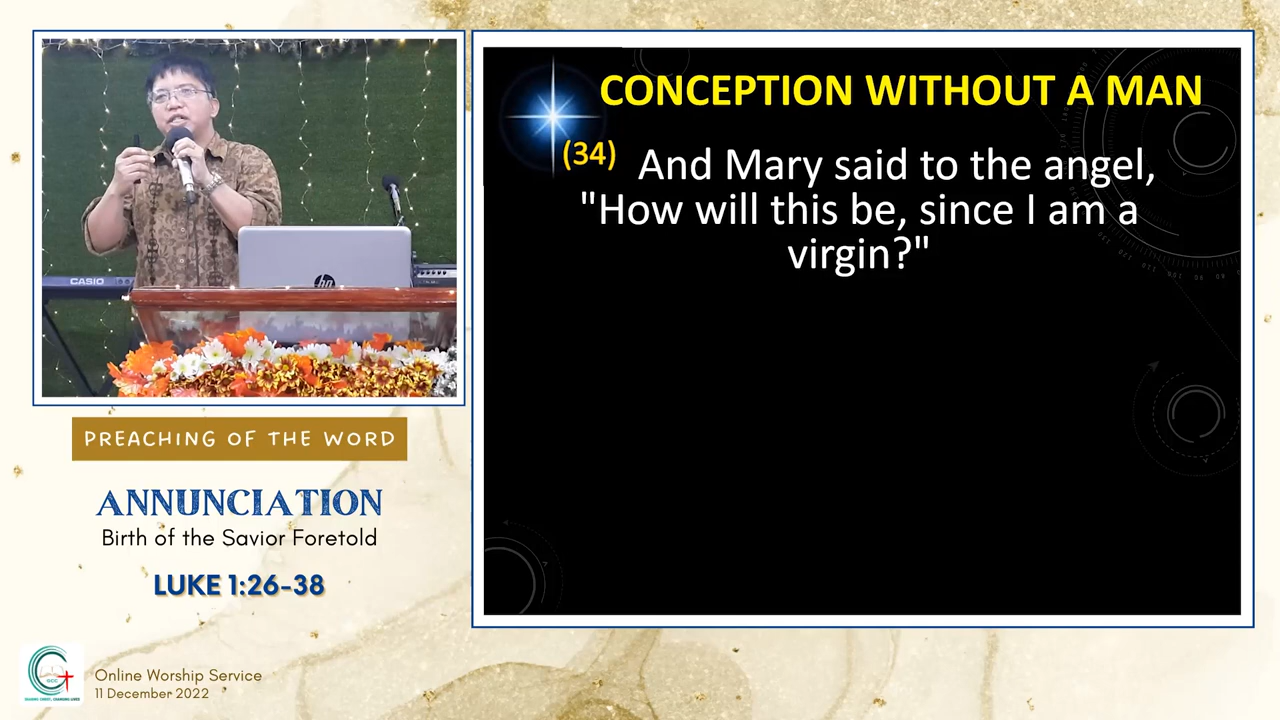 CONCEPTION WITHOUT A MAN
(34) And Mary said to the angel,
"How will this be, since I am a
virgin?"
CASIO
hp
PREACHING OF THE WORD
ANNUNCIATION
Birth of the Savior Foretold
LUKE 1:26-38
Online Worship Service
11 December 2022